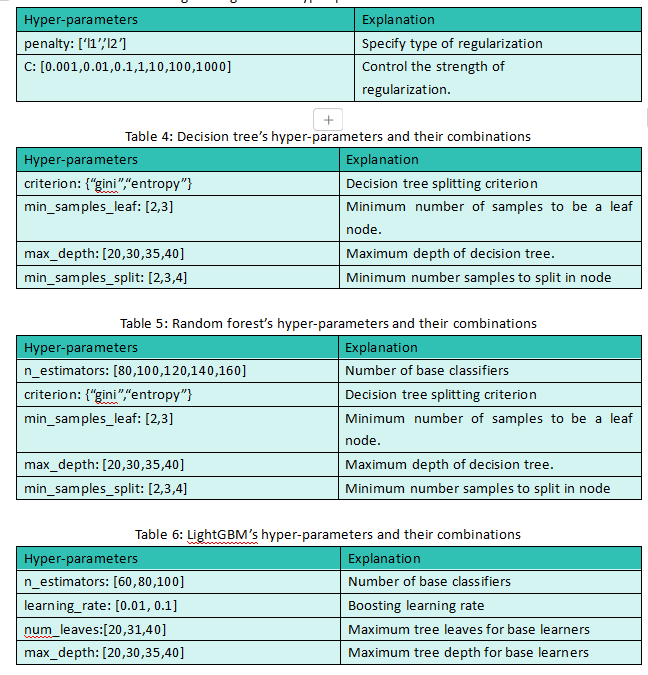 Hyper-parameters Explanation
penalty: [‘l1’,’l2’] Specify type of regularization
C: [0.001,0.01,0.1,1,10,100,1000] Control the strength of
regularization.
Table 4: Decision tree’s hyper-parameters and their combinations
Hyper-parameters Explanation
criterion: {“gini”,“entropy”} Decision tree splitting criterion
min_samples_leaf: [2,3] Minimum number of samples to be a leaf
node.
max_depth: [20,30,35,40] Maximum depth of decision tree.
min_samples_split: [2,3,4] Minimum number samples to split in node
Table 5: Random forest’s hyper-parameters and their combinations
Hyper-parameters Explanation
n_estimators: [80,100,120,140,160] Number of base classifiers
criterion: {“gini”,“entropy”} Decision tree splitting criterion
min_samples_leaf: [2,3] Minimum number of samples to be a leaf
node.
max_depth: [20,30,35,40] Maximum depth of decision tree.
min_samples_split: [2,3,4] Minimum number samples to split in node
Table 6: LightGBM’s hyper-parameters and their combinations
Hyper-parameters Explanation
n_estimators: [60,80,100] Number of base classifiers
learning_rate: [0.01, 0.1] Boosting learning rate
num_leaves:[20,31,40] Maximum tree leaves for base learners
max_depth: [20,30,35,40] Maximum tree depth for base learners